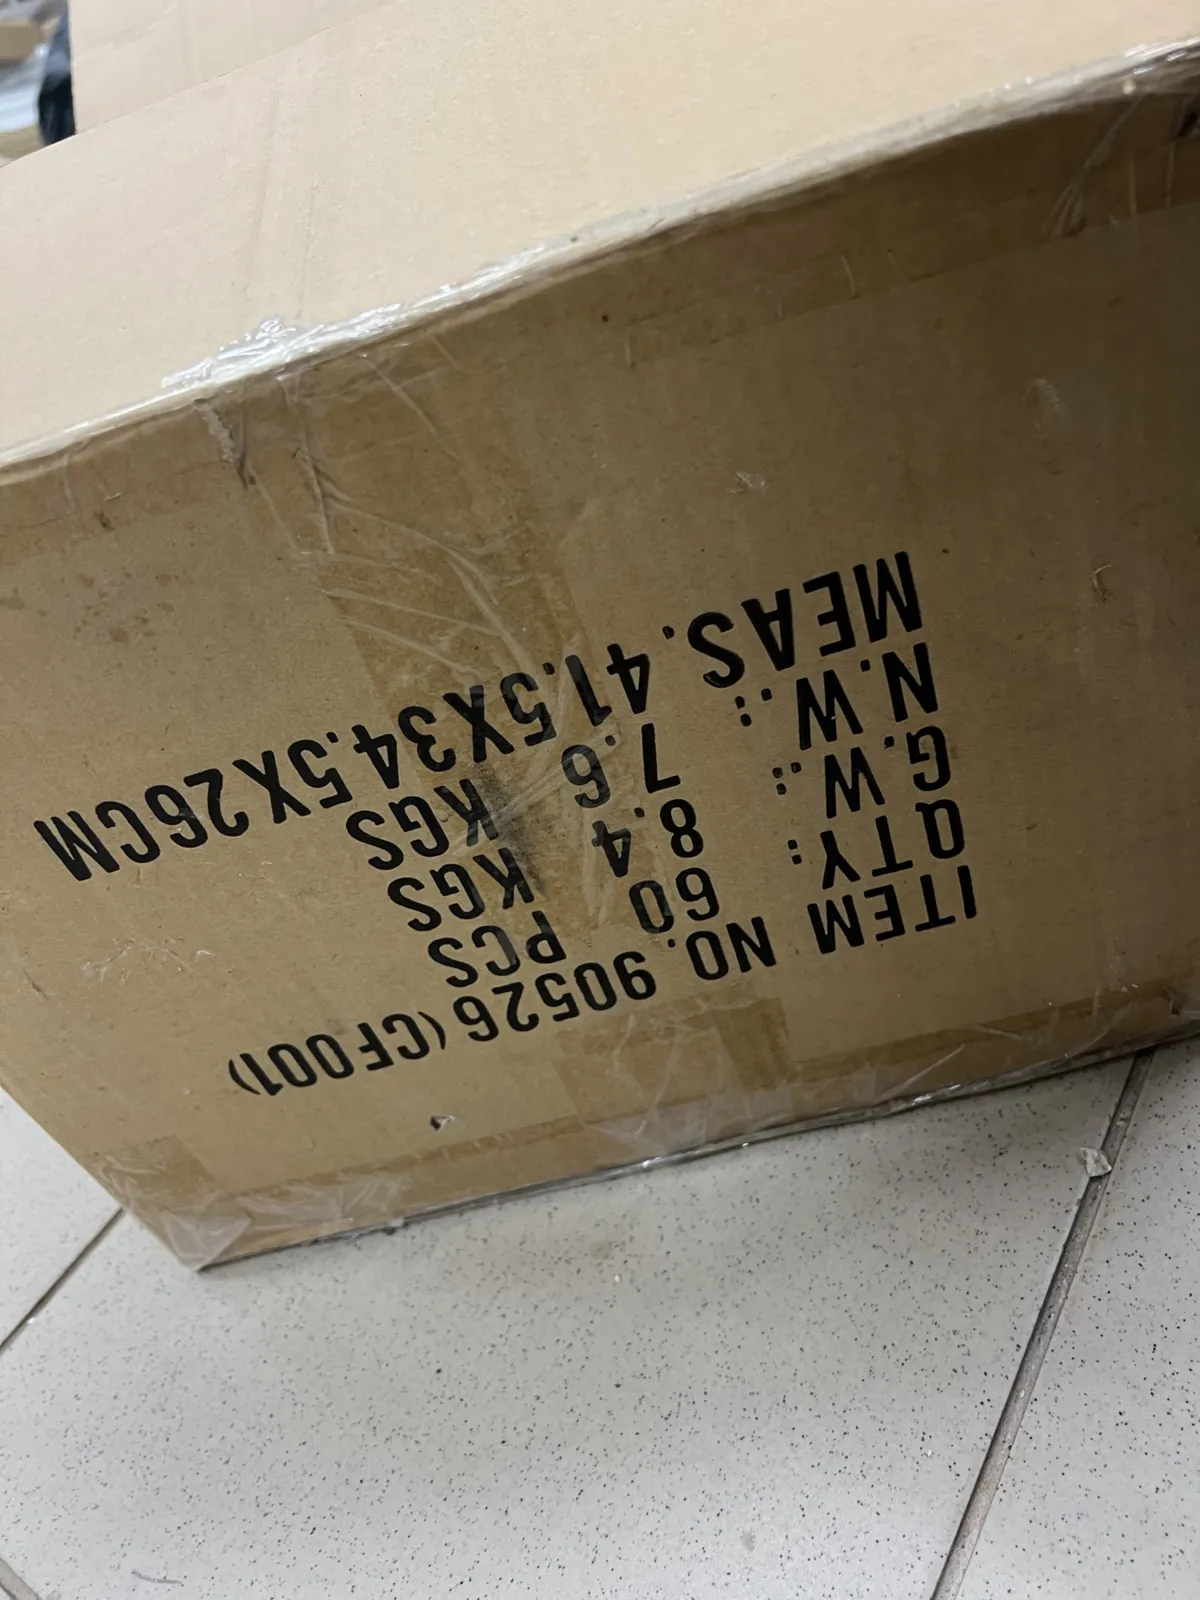 ITEM NO. 90526(CF001)
QTY: 60 PCS
G.W.: 8.4 KGS
N.W.: 7.6 KGS
MEAS. 41.5X34.5X26CM